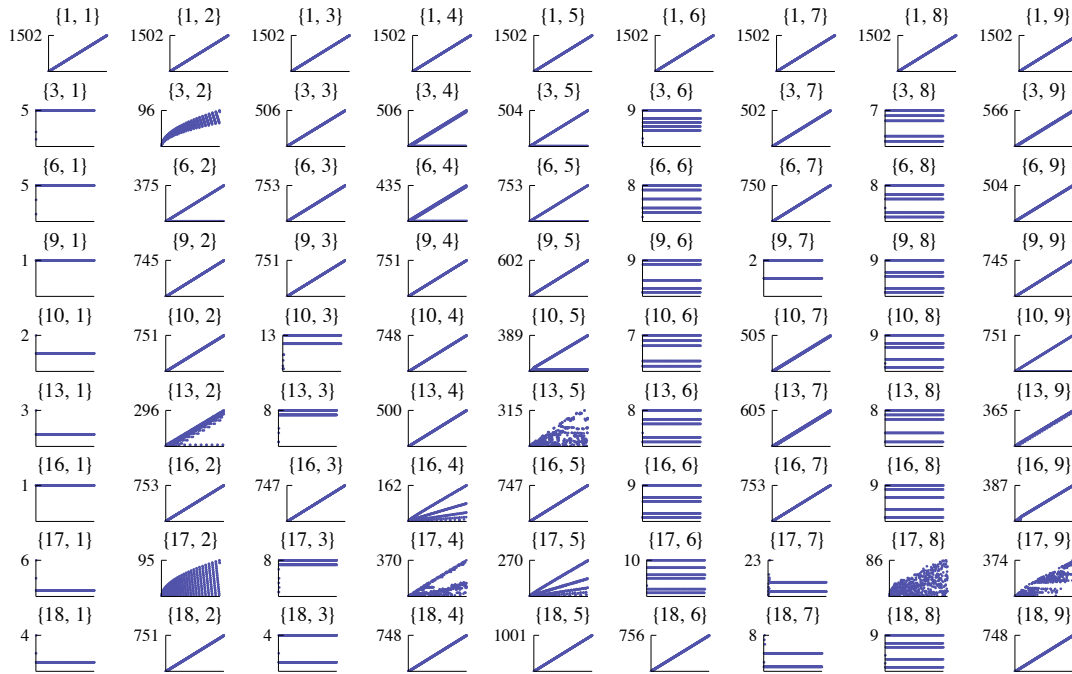 {1, 1} {1, 2} {1, 3} {1, 4} {1, 5} {1, 6} {1, 7} {1, 8} {1, 9}
1502 1502 1502 1502 1502 1502 1502 1502 1502
{3, 1} {3, 2} {3, 3} {3, 4} {3, 5} {3, 6} {3, 7} {3, 8} {3, 9}
5 96 506 506 504 9 502 7 566
{6, 1} {6, 2} {6, 3} {6, 4} {6, 5} {6, 6} {6, 7} {6, 8} {6, 9}
5 375 753 435 753 8 750 8 504
{9, 1} {9, 2} {9, 3} {9, 4} {9, 5} {9, 6} {9, 7} {9, 8} {9, 9}
1 745 751 751 602 9 2 9 745
{10, 1} {10, 2} {10, 3} {10, 4} {10, 5} {10, 6} {10, 7} {10, 8} {10, 9}
2 751 13 748 389 7 505 9 751
{13, 1} {13, 2} {13, 3} {13, 4} {13, 5} {13, 6} {13, 7} {13, 8} {13, 9}
3 296 8 500 315 8 605 8 365
{16, 1} {16, 2} {16, 3} {16, 4} {16, 5} {16, 6} {16, 7} {16, 8} {16, 9}
1 753 747 162 747 9 753 9 387
{17, 1} {17, 2} {17, 3} {17, 4} {17, 5} {17, 6} {17, 7} {17, 8} {17, 9}
6 95 8 370 270 10 23 86 374
{18, 1} {18, 2} {18, 3} {18, 4} {18, 5} {18, 6} {18, 7} {18, 8} {18, 9}
4 751 4 748 1001 756 8 9 748